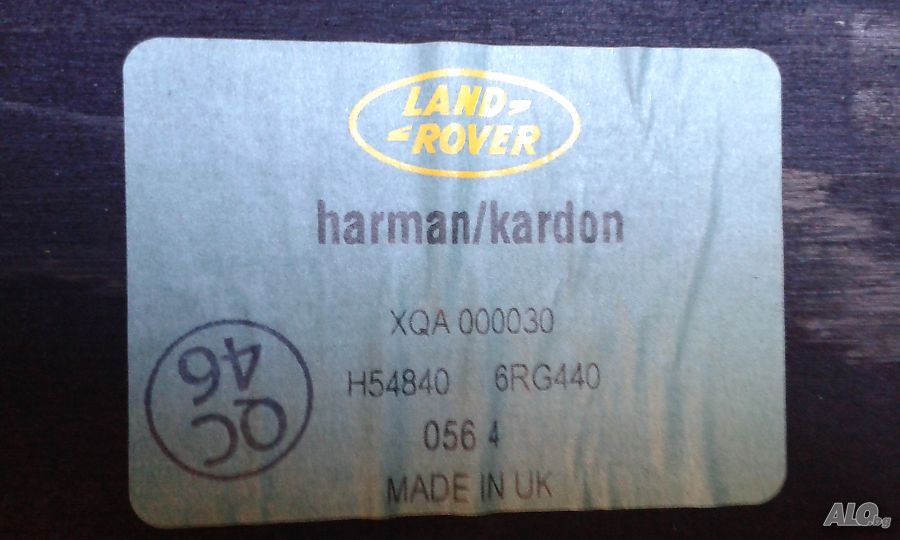 LAND
ROVER
harman/kardon
XQA 000030
H54840 6RG440
056 4
MADE IN UK
QC
46
ALO.bg